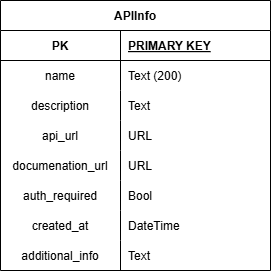 APIInfo
PK PRIMARY KEY
name Text (200)
description Text
api_url URL
documenation_url URL
auth_required Bool
created_at DateTime
additional_info Text